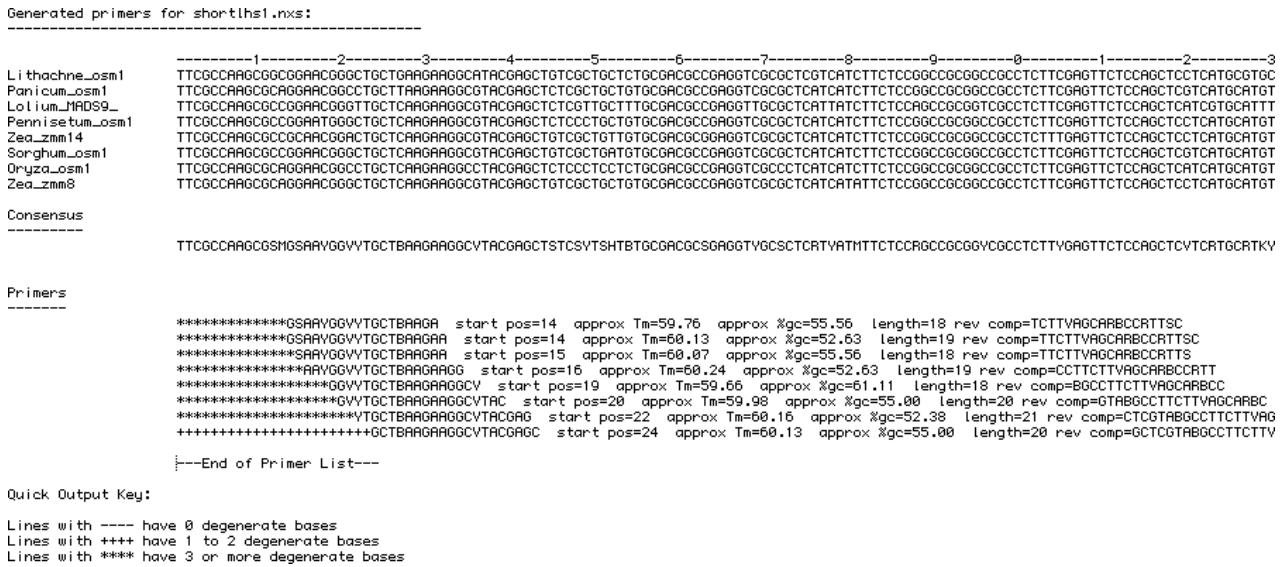 Generated primers for shortlhs1.nxs:
-------------------------------------------------
---------1---------2---------3---------4---------5---------6---------7---------8---------9---------0---------1---------2---------3
Lithachne_osm1 TTCGCCAAGCGGCGGAACGGGCTGCTGAAGAAGGCATACGAGCTGTCGCTGCTCTGCGACGCCGAGGTCGCGCTCGTCATCTTCTCCGGCCGCGGCCGCCTCTTCGAGTTCTCCAGCTCCTCATGCGTGC
Panicum_osm1 TTCGCCAAGCGCAGGAACGGCCTGCTTAAGAAGGCGTACGAGCTGTCGCTGCTGTGCGACGCCGAGGTCGCGCTCATCATCTTCTCCGGCCGCGGCCGCCTCTTCGAGTTCTCCAGCTCGTCATGCATGT
Lolium_MADS9_ TTCGCCAAGCGCCGGAACGGGTTGCTCAAGAAGGCGTACGAGCTCTCGTTGCTTTGCGACGCCGAGGTTGCGCTCATTATCTTCTCCAGCCGCGGTCGCCTCTTCGAGTTCTCCAGCTCATCGTGCATTT
Pennisetum_osm1 TTCGCCAAGCGCCGGAATGGGCTGCTCAAGAAGGCGTACGAGCTCTCCCTGCTGTGCGACGCCGAGGTCGCGCTCATCATCTTCTCCGGCCGCGGCCGCCTCTTCGAGTTCTCCAGCTCATCATGCATGT
Zea_zmm14 TTCGCCAAGCGCCGCAACGGACTGCTCAAGAAGGCGTACGAGCTGTCGCTGTTGTGCGACGCGGAGGTCGCCCTCATCATCTTCTCCGGCCGCGGCCGCCTCTTTGAGTTCTCCAGCTCATCATGCATGT
Sorghum_osm1 TTCGCCAAGCGCCGGAACGGGCTGCTCAAGAAGGCGTACGAGCTGTCGCTGATGTGCGACGCCGAGGTCGCGCTCATCATCTTCTCCGGCCGCGGCCGCCTCTTCGAGTTCTCCAGCTCGTCATGCATGT
Oryza_osm1 TTCGCCAAGCGCAGGAACGGCCTGCTCAAGAAGGCCTACGAGCTCTCCCTCCTCTGCGACGCCGAGGTCGCGCTCATCATCTTCTCCGGCCGCGGCCGCCTCTTCGAGTTCTCCAGCTCATCATGCATGT
Zea_zmm8 TTCGCCAAGCGCAGGAACGGGCTGCTCAAGAAGGCGTACGAGCTGTCGCTGCTGTGCGACGCCGAGGTCGCGCTCATCATATTCTCCGGCCGCGGCCGCCTCTTCGAGTTCTCCAGCTCCTCATGCATGT
Consensus
---------
TTCGCCAAGCGSMGSAAYGGVYTGCTBAAGAAGGCVTACGAGCTSTCSVTSHTBTGCGACGCSGAGGTYGCSCTCRTYATMTTCTCCRGCCGCGGYCGCCTCTTYGAGTTCTCCAGCTCVTCRTGCRTKY
Primers
-------
*************GSAAYGGVYTGCTBAAGA start pos=14 approx Tm=59.76 approx %gc=55.56 length=18 rev comp=TCTTVAGCARBCCRTTSC
*************GSAAYGGVYTGCTBAAGAA start pos=14 approx Tm=60.13 approx %gc=52.63 length=19 rev comp=TTCTTVAGCARBCCRTTSC
**************SAAYGGVYTGCTBAAGAA start pos=15 approx Tm=60.07 approx %gc=55.56 length=18 rev comp=TTCTTVAGCARBCCRTTS
***************AAYGGVYTGCTBAAGAAGG start pos=16 approx Tm=60.24 approx %gc=52.63 length=19 rev comp=CCTTCTTVAGCARBCCRTT
******************GGVYTGCTBAAGAAGGCV start pos=19 approx Tm=59.66 approx %gc=61.11 length=18 rev comp=BGCCTTCTTVAGCARBCC
*******************GVYTGCTBAAGAAGGCVTAC start pos=20 approx Tm=59.98 approx %gc=55.00 length=20 rev comp=GTABGCCTTCTTVAGCARBC
*********************YTGCTBAAGAAGGCVTACGAG start pos=22 approx Tm=60.16 approx %gc=52.38 length=21 rev comp=CTCGTABGCCTTCTTVAG
+++++++++++++++++++++++GCTBAAGAAGGCVTACGAGC start pos=24 approx Tm=60.13 approx %gc=55.00 length=20 rev comp=GCTCGTABGCCTTCTTV
---End of Primer List---
Quick Output Key:
Lines with ---- have 0 degenerate bases
Lines with ++++ have 1 to 2 degenerate bases
Lines with **** have 3 or more degenerate bases